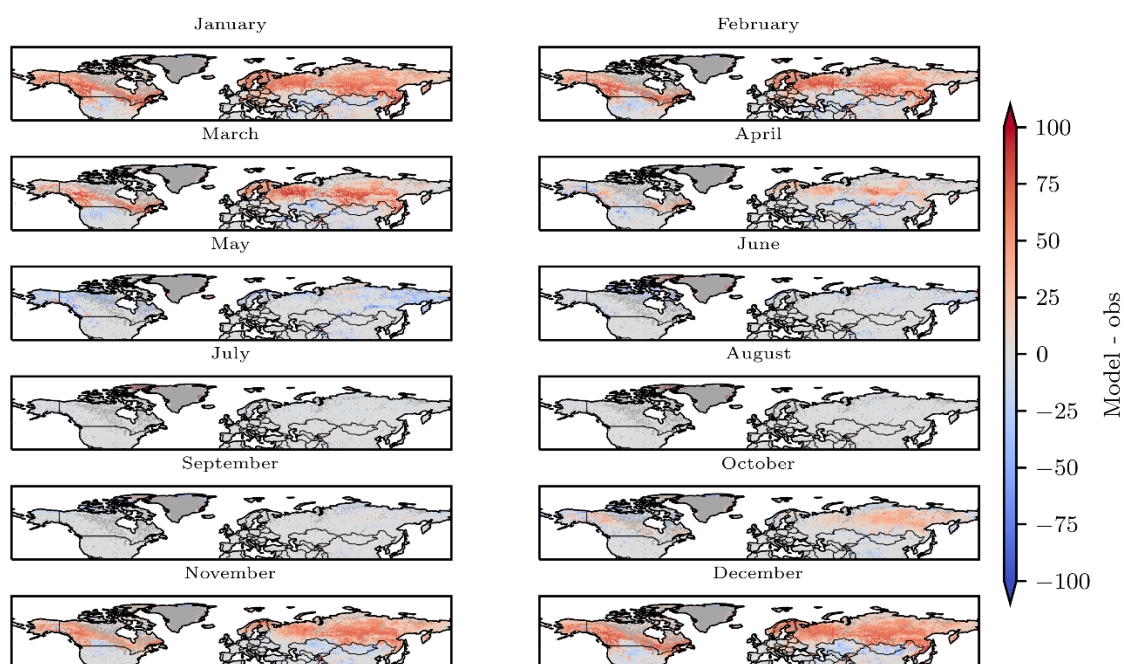 January
February
March
April
May
June
July
August
September
October
November
December
100
75
50
25
0
−25
−50
−75
−100
Model - obs